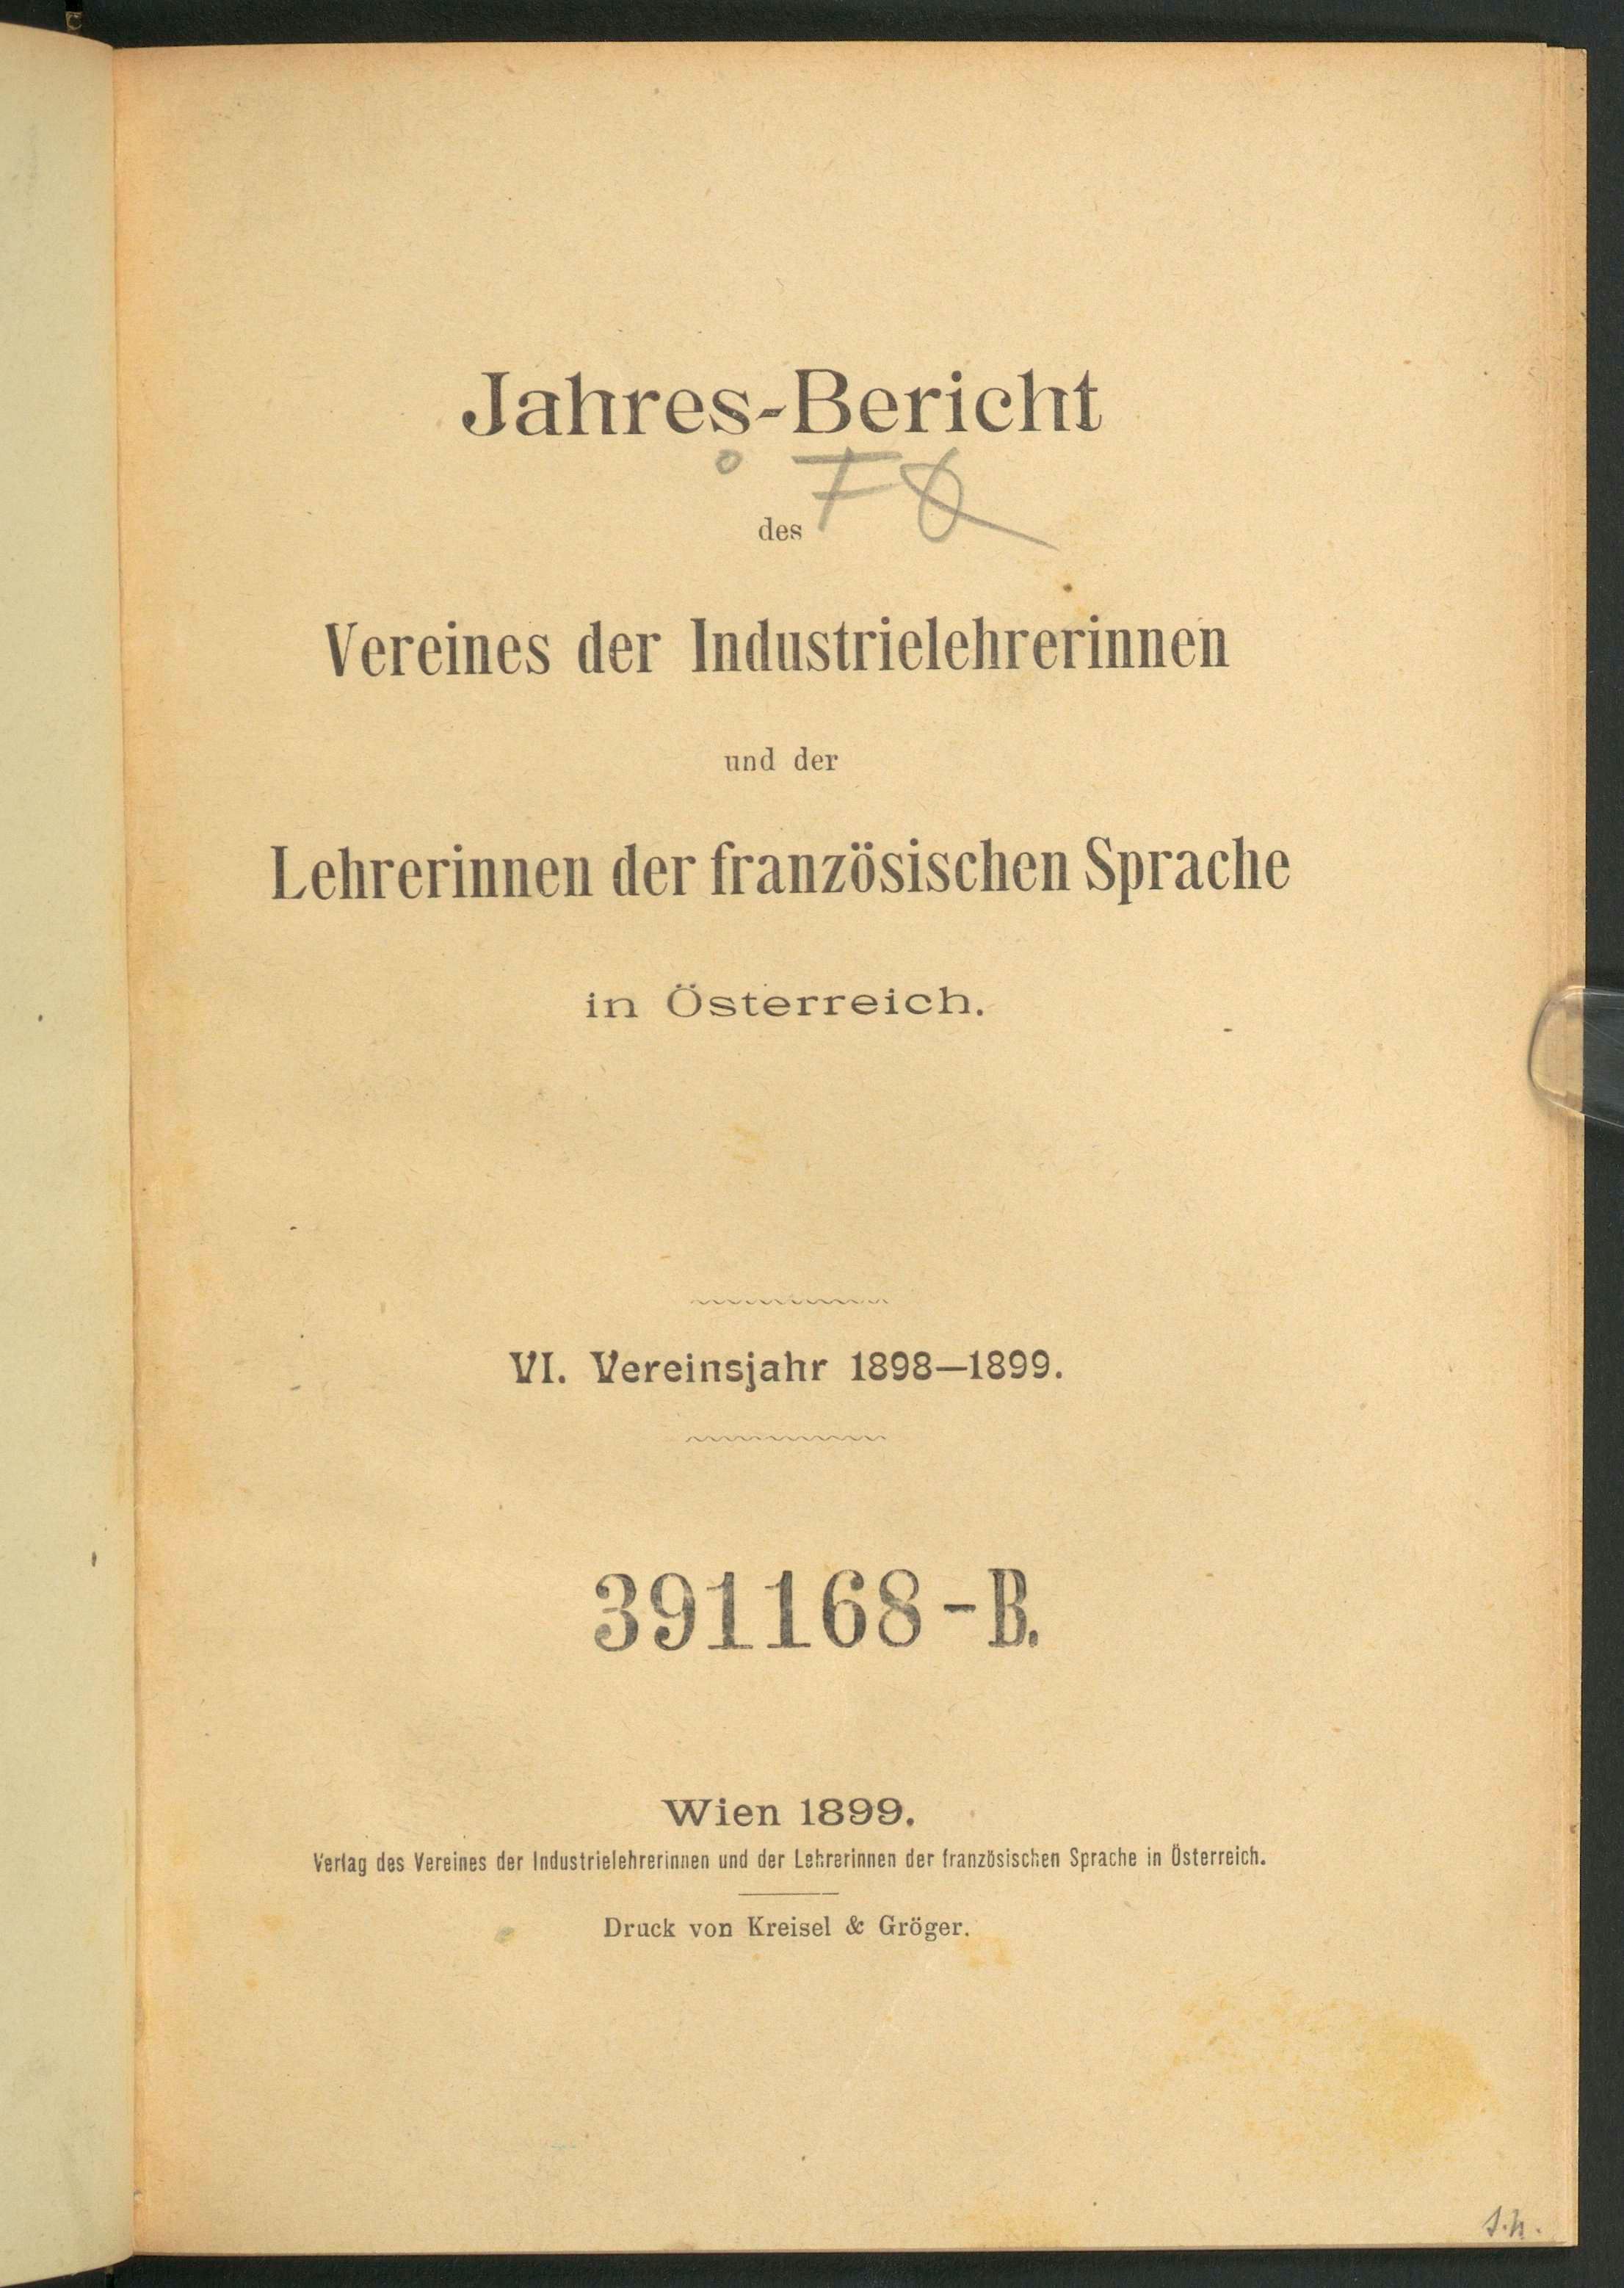 Jahres-Bericht
des
Vereines der Industrielehrerinnen
und der
Lehrerinnen der französischen Sprache
in Österreich.
VI. Vereinsjahr 1898—1899.
391168-B.
Wien 1899.
Verlag des Vereines der Industrielehrerinnen und der Lehrerinnen der französischen Sprache in Österreich.
Druck von Kreisel & Gröger.